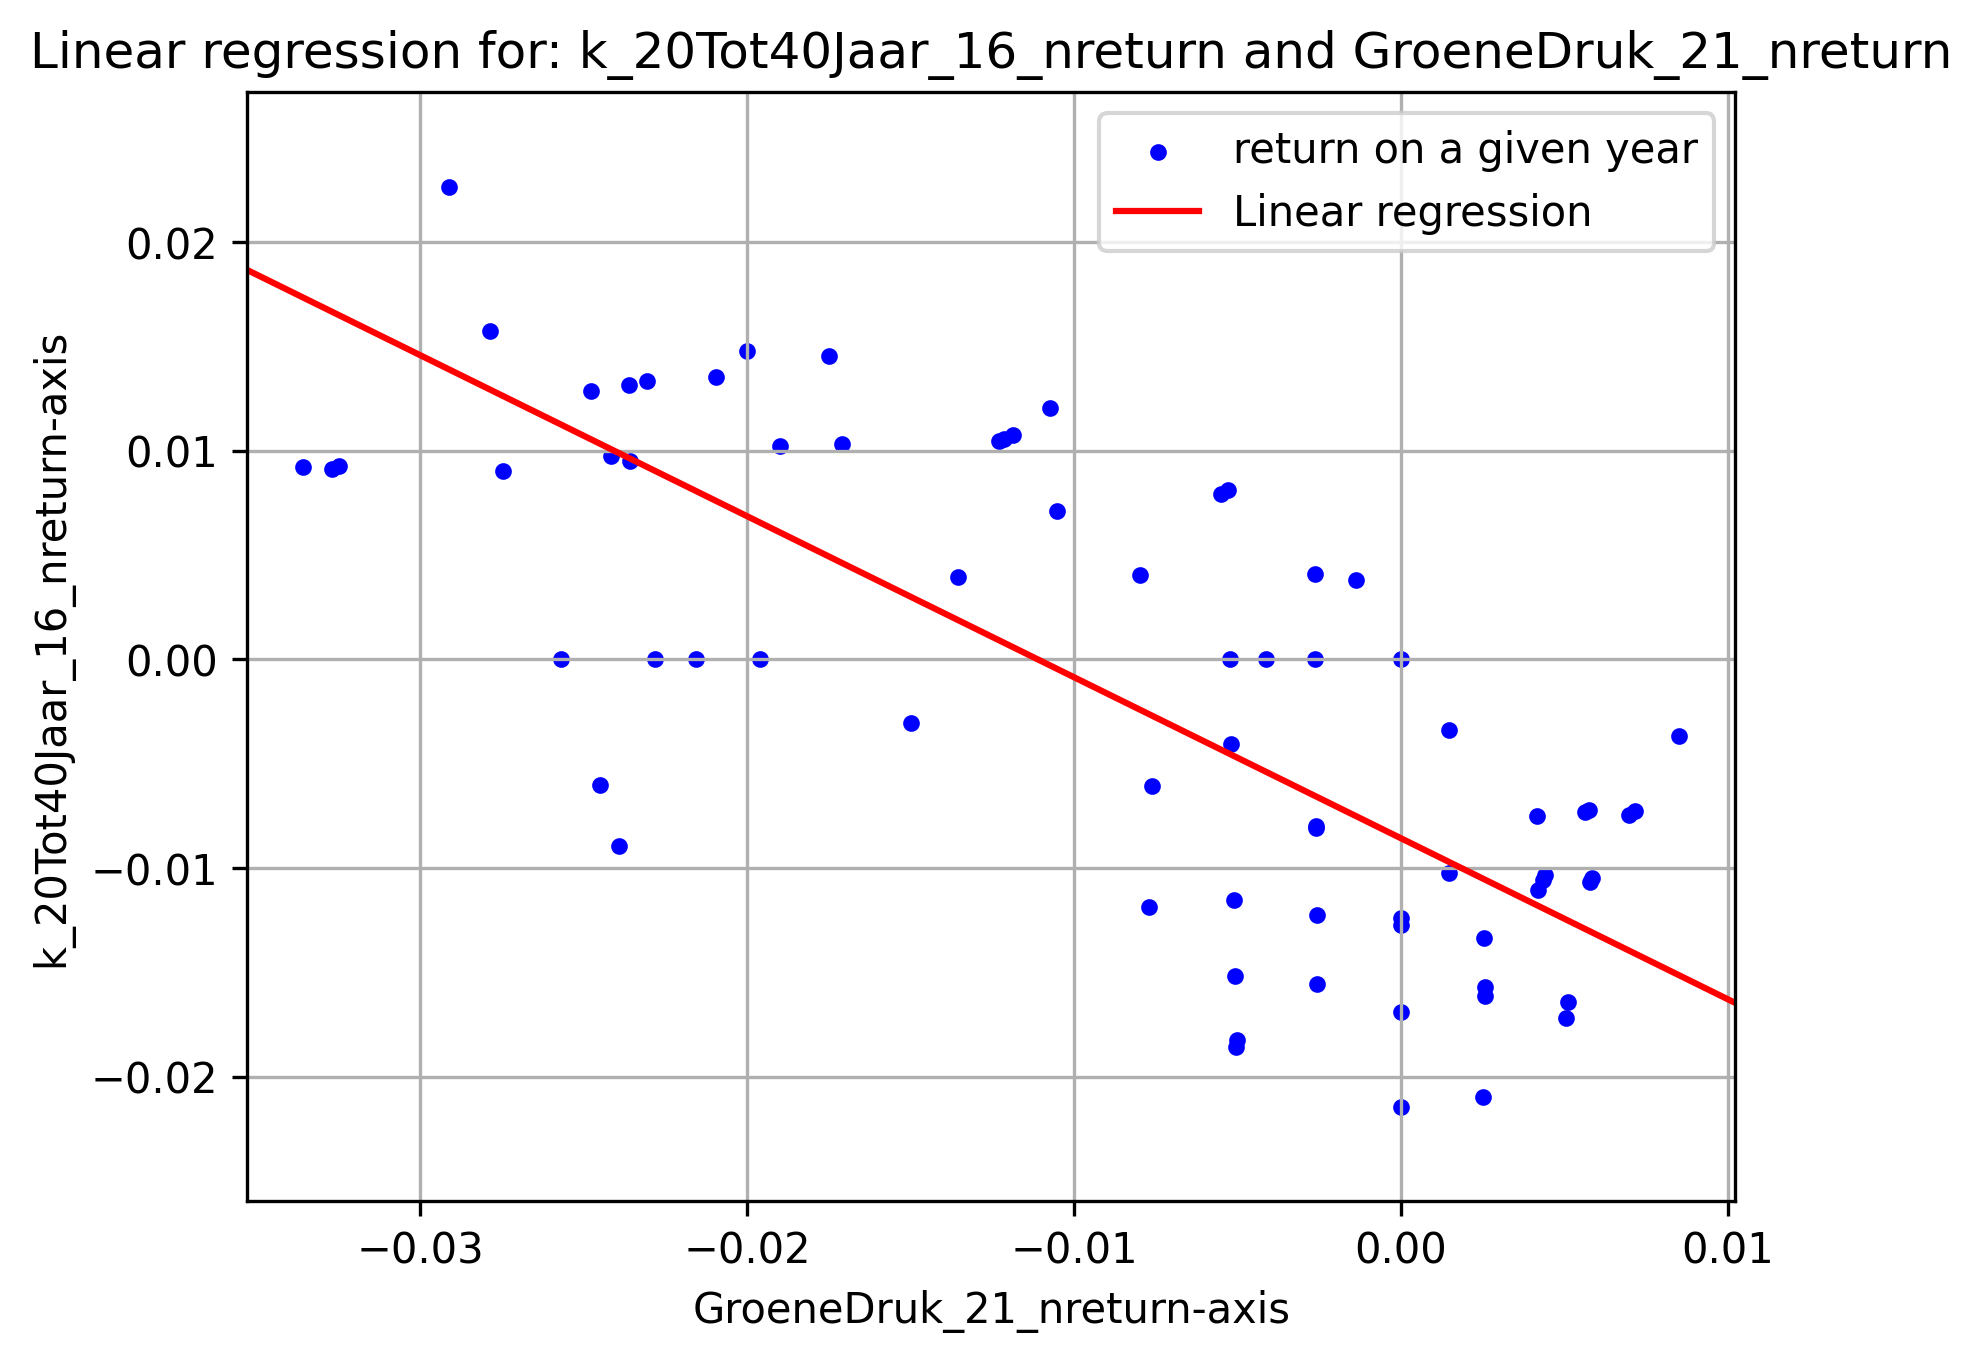 Linear regression for: k_20Tot40Jaar_16_nreturn and GroeneDruk_21_nreturn
return on a given year
Linear regression
0.02
0.01
0.00
−0.01
−0.02
k_20Tot40Jaar_16_nreturn-axis
−0.03
−0.02
−0.01
0.00
0.01
GroeneDruk_21_nreturn-axis